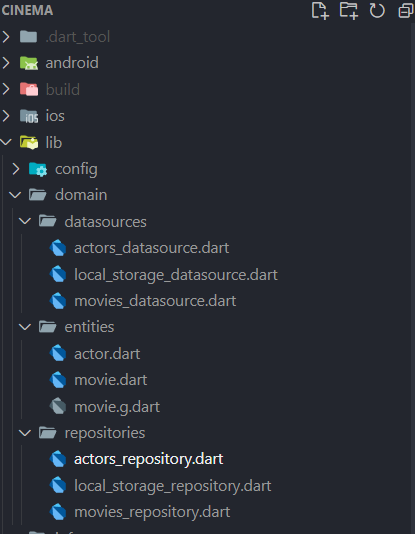 CINEMA
.dart_tool
android
build
iOS
ios
lib
config
domain
datasources
actors_datasource.dart
local_storage_datasource.dart
movies_datasource.dart
entities
actor.dart
movie.dart
movie.g.dart
repositories
actors_repository.dart
local_storage_repository.dart
movies_repository.dart